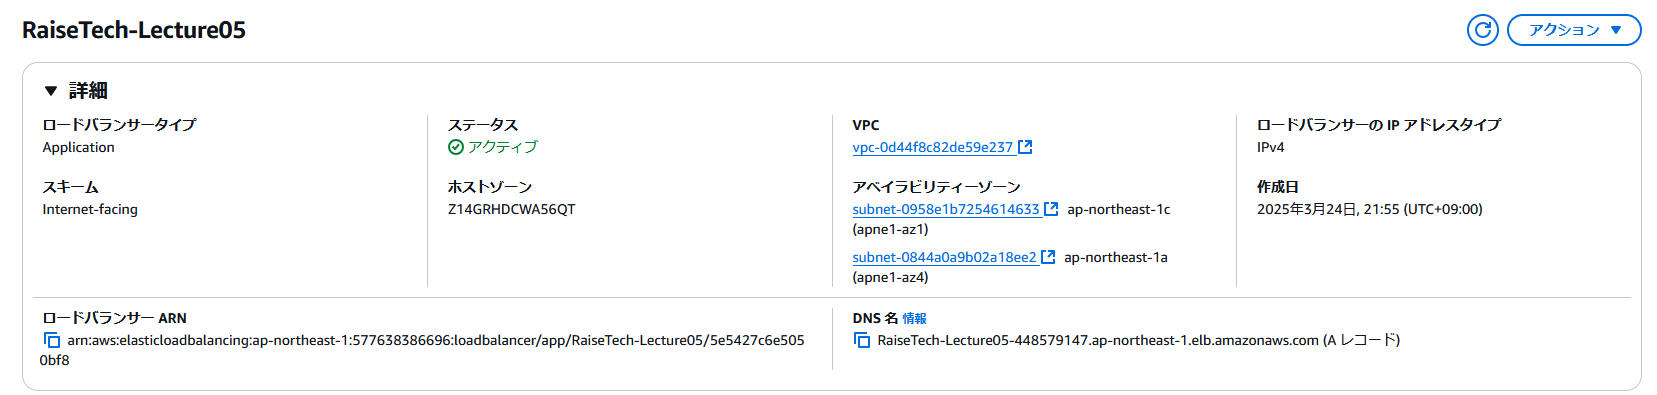 RaiseTech-Lecture05
アクション
詳細
ロードバランサータイプ
Application
ステータス
アクティブ
VPC
vpc-0d44f8c82de59e237
ロードバランサーの IP アドレスタイプ
IPv4
スキーム
Internet-facing
ホストゾーン
Z14GRHDCWA56QT
アベイラビリティーゾーン
subnet-0958e1b7254614633 ap-northeast-1c
(apne1-az1)
subnet-0844a0a9b02a18ee2 ap-northeast-1a
(apne1-az4)
作成日
2025年3月24日, 21:55 (UTC+09:00)
ロードバランサー ARN
arn:aws:elasticloadbalancing:ap-northeast-1:577638386696:loadbalancer/app/RaiseTech-Lecture05/5e5427c6e505
0bf8
DNS 名 情報
RaiseTech-Lecture05-448579147.ap-northeast-1.elb.amazonaws.com (A レコード)